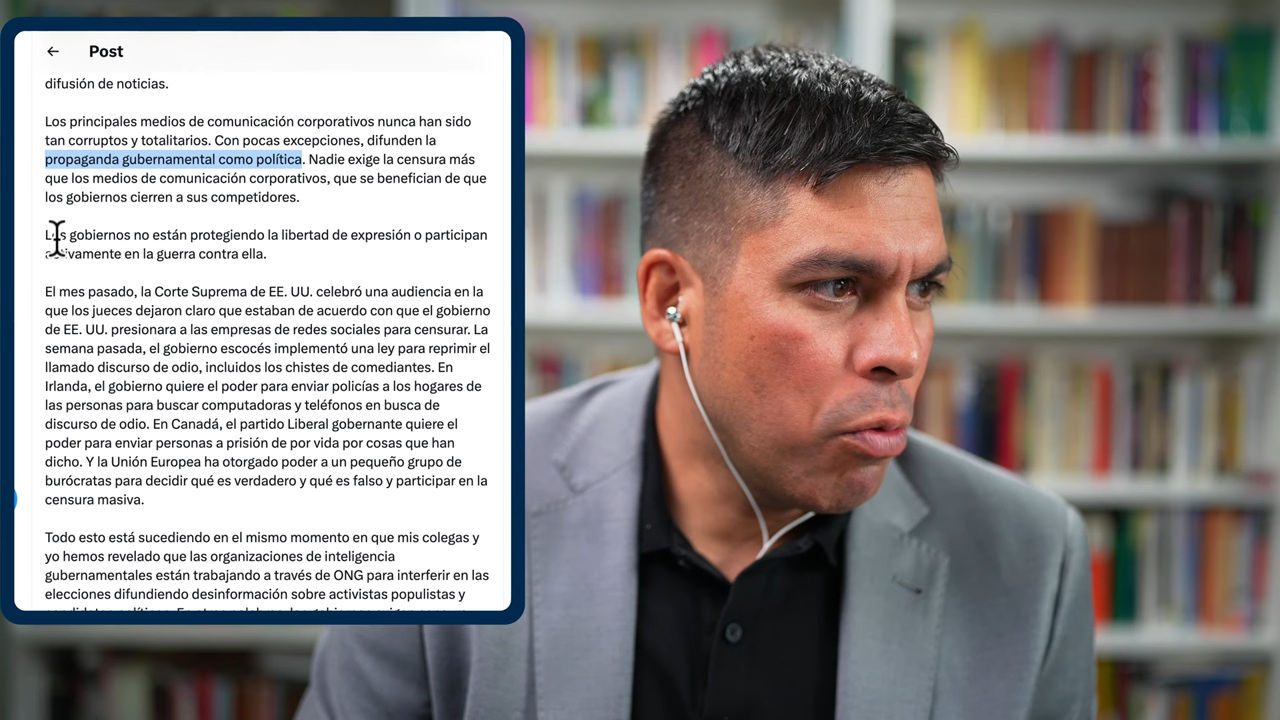 Post
difusión de noticias.
Los principales medios de comunicación corporativos nunca han sido
tan corruptos y totalitarios. Con pocas excepciones, difunden la
propaganda gubernamental como política. Nadie exige la censura más
que los medios de comunicación corporativos, que se benefician de que
los gobiernos cierren a sus competidores.
gobiernos no están protegiendo la libertad de expresión o participan
en la guerra contra ella.
El mes pasado, la Corte Suprema de EE. UU. celebró una audiencia en la
que los jueces dejaron claro que estaban de acuerdo con que el gobierno
de EE. UU. presionara a las empresas de redes sociales para censurar. La
semana pasada, el gobierno escocés implementó una ley para reprimir el
llamado discurso de odio, incluidos los chistes de comediantes. En
Irlanda, el gobierno quiere el poder para enviar policías a los hogares de
las personas para buscar computadoras y teléfonos en busca de
discurso de odio. En Canadá, el partido Liberal gobernante quiere el
poder para enviar personas a prisión de por vida por cosas que han
dicho. Y la Unión Europea ha otorgado poder a un pequeño grupo de
burócratas para decidir qué es verdadero y qué es falso y participar en la
censura masiva.
Todo esto está sucediendo en el mismo momento en que mis colegas y
yo hemos revelado que las organizaciones de inteligencia
gubernamentales están trabajando a través de ONG para interferir en las
elecciones difundiendo desinformación sobre activistas populistas y